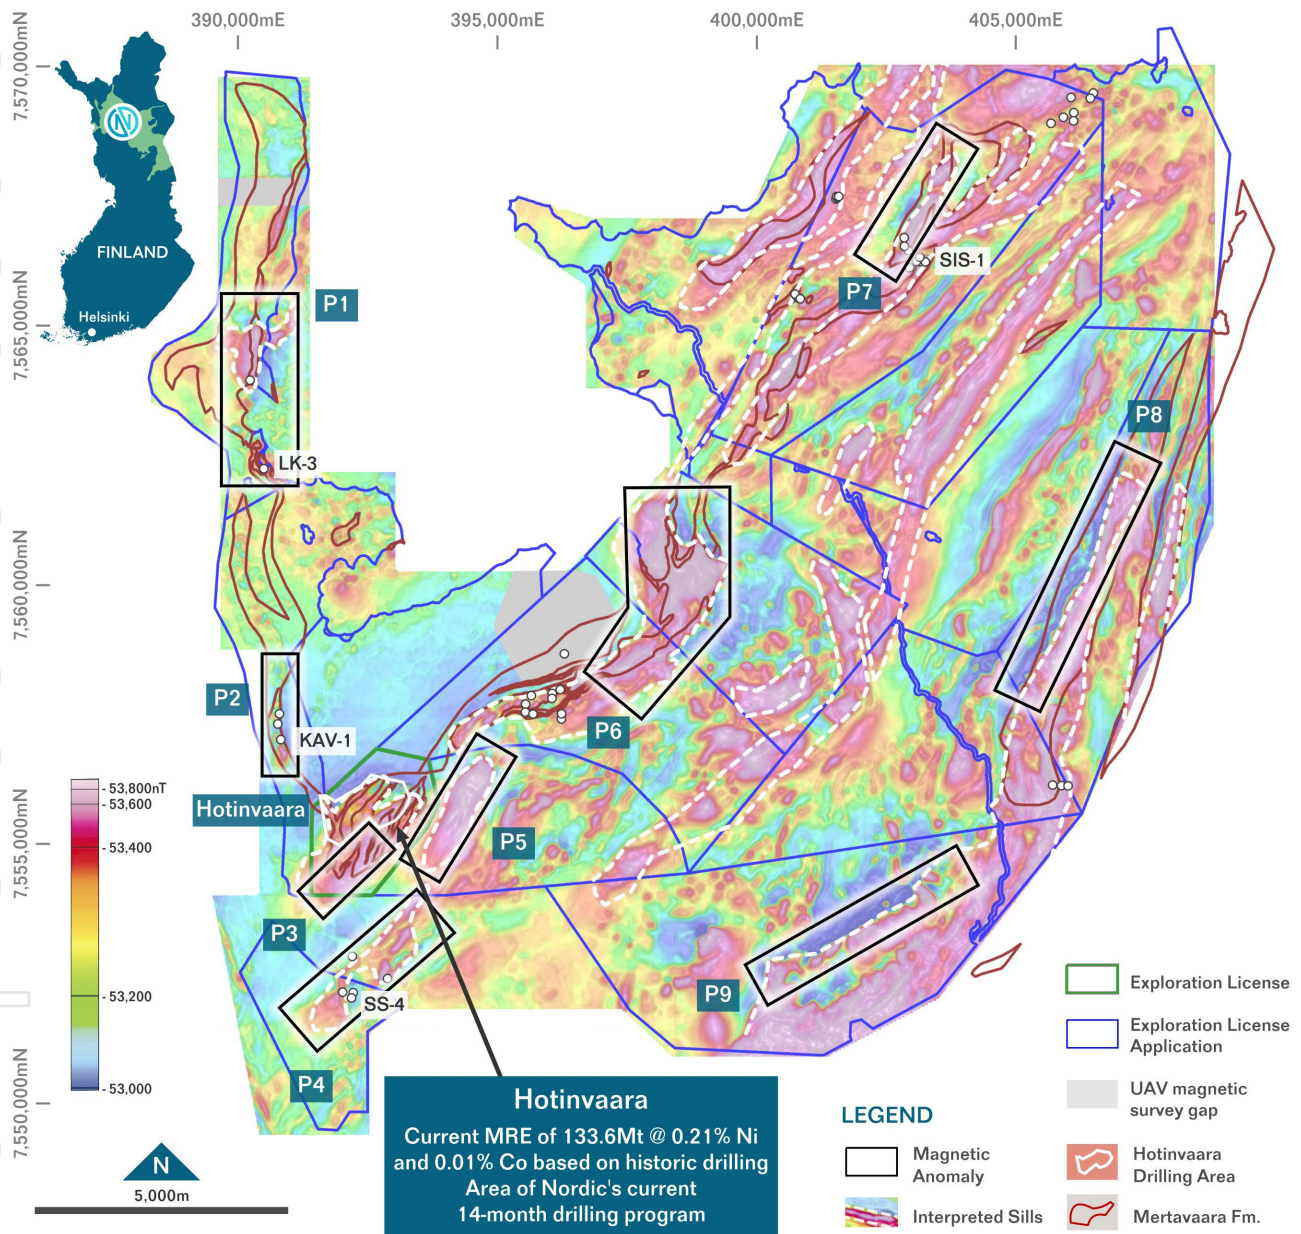 390,000mE
395,000mE
400,000mE
405,000mE
7,570,000mN
7,565,000mN
7,560,000mN
7,555,000mN
7,550,000mN
N
FINLAND
Helsinki
P1
LK-3
P2
KAV-1
Hotinvaara
P3
P4
SS-4
P5
P6
P7
SIS-1
P8
P9
53,800nT
53,600
53,400
53,200
53,000
N
5,000m
Hotinvaara
Current MRE of 133.6Mt @ 0.21% Ni
and 0.01% Co based on historic drilling
Area of Nordic's current
14-month drilling program
LEGEND
Magnetic
Anomaly
Interpreted Sills
Exploration License
Exploration License
Application
UAV magnetic
survey gap
Hotinvaara
Drilling Area
Mertavaara Fm.